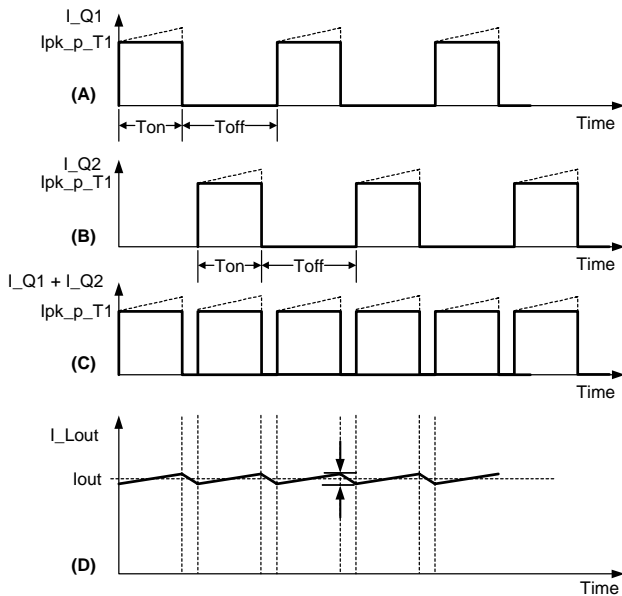 I_Q1
Ipk_p_T1
(A)
Ton
Toff
Time
I_Q2
Ipk_p_T1
(B)
Ton
Toff
Time
I_Q1 + I_Q2
Ipk_p_T1
(C)
Time
I_Lout
Iout
(D)
Time